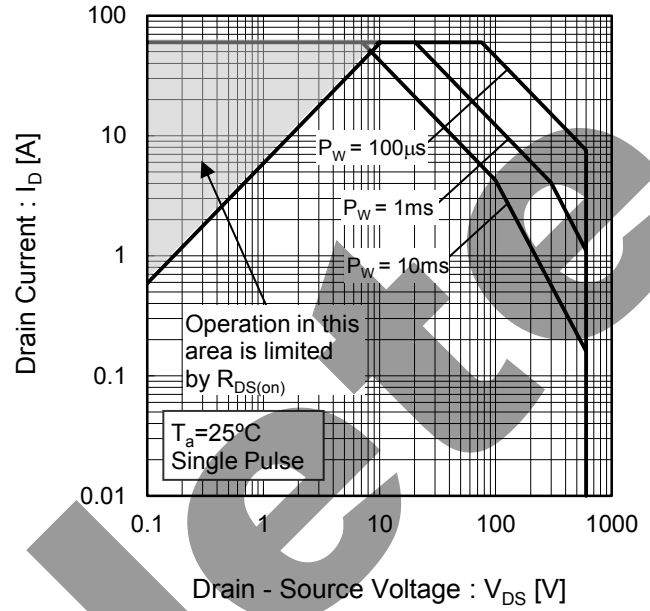 100
10
1
0.1
0.01
0.1
1
10
100
1000
Drain Current : I_D [A]
Drain - Source Voltage : V_DS [V]
P_W = 100μs
P_W = 1ms
P_W = 10ms
Operation in this
area is limited
by R_DS(on)
T_a=25ºC
Single Pulse
lete